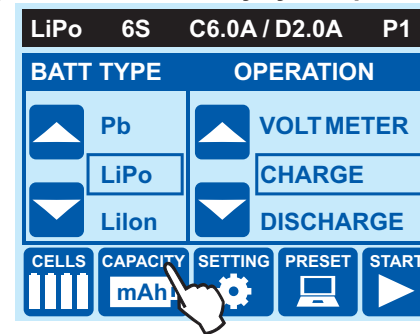 LiPo 6S C6.0A / D2.0A P1
BATT TYPE OPERATION
Pb VOLT METER
LiPo CHARGE
LiIon DISCHARGE
CELLS CAPACITY SETTING PRESET START
mAh